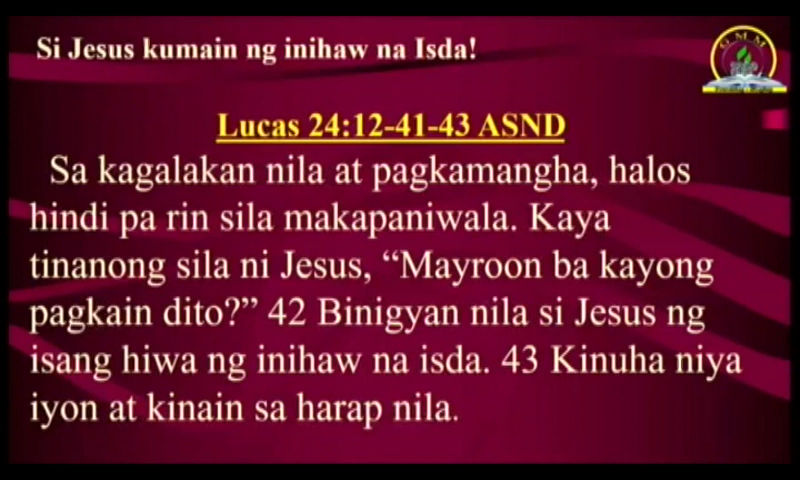 Si Jesus kumain ng inihaw na Isda!
G.M.M
Lucas 24:12-41-43 ASND
Sa kagalakan nila at pagkamangha, halos
hindi pa rin sila makapaniwala. Kaya
tinanong sila ni Jesus, “Mayroon ba kayong
pagkain dito?” 42 Binigyan nila si Jesus ng
isang hiwa ng inihaw na isda. 43 Kinuha niya
iyon at kinain sa harap nila.